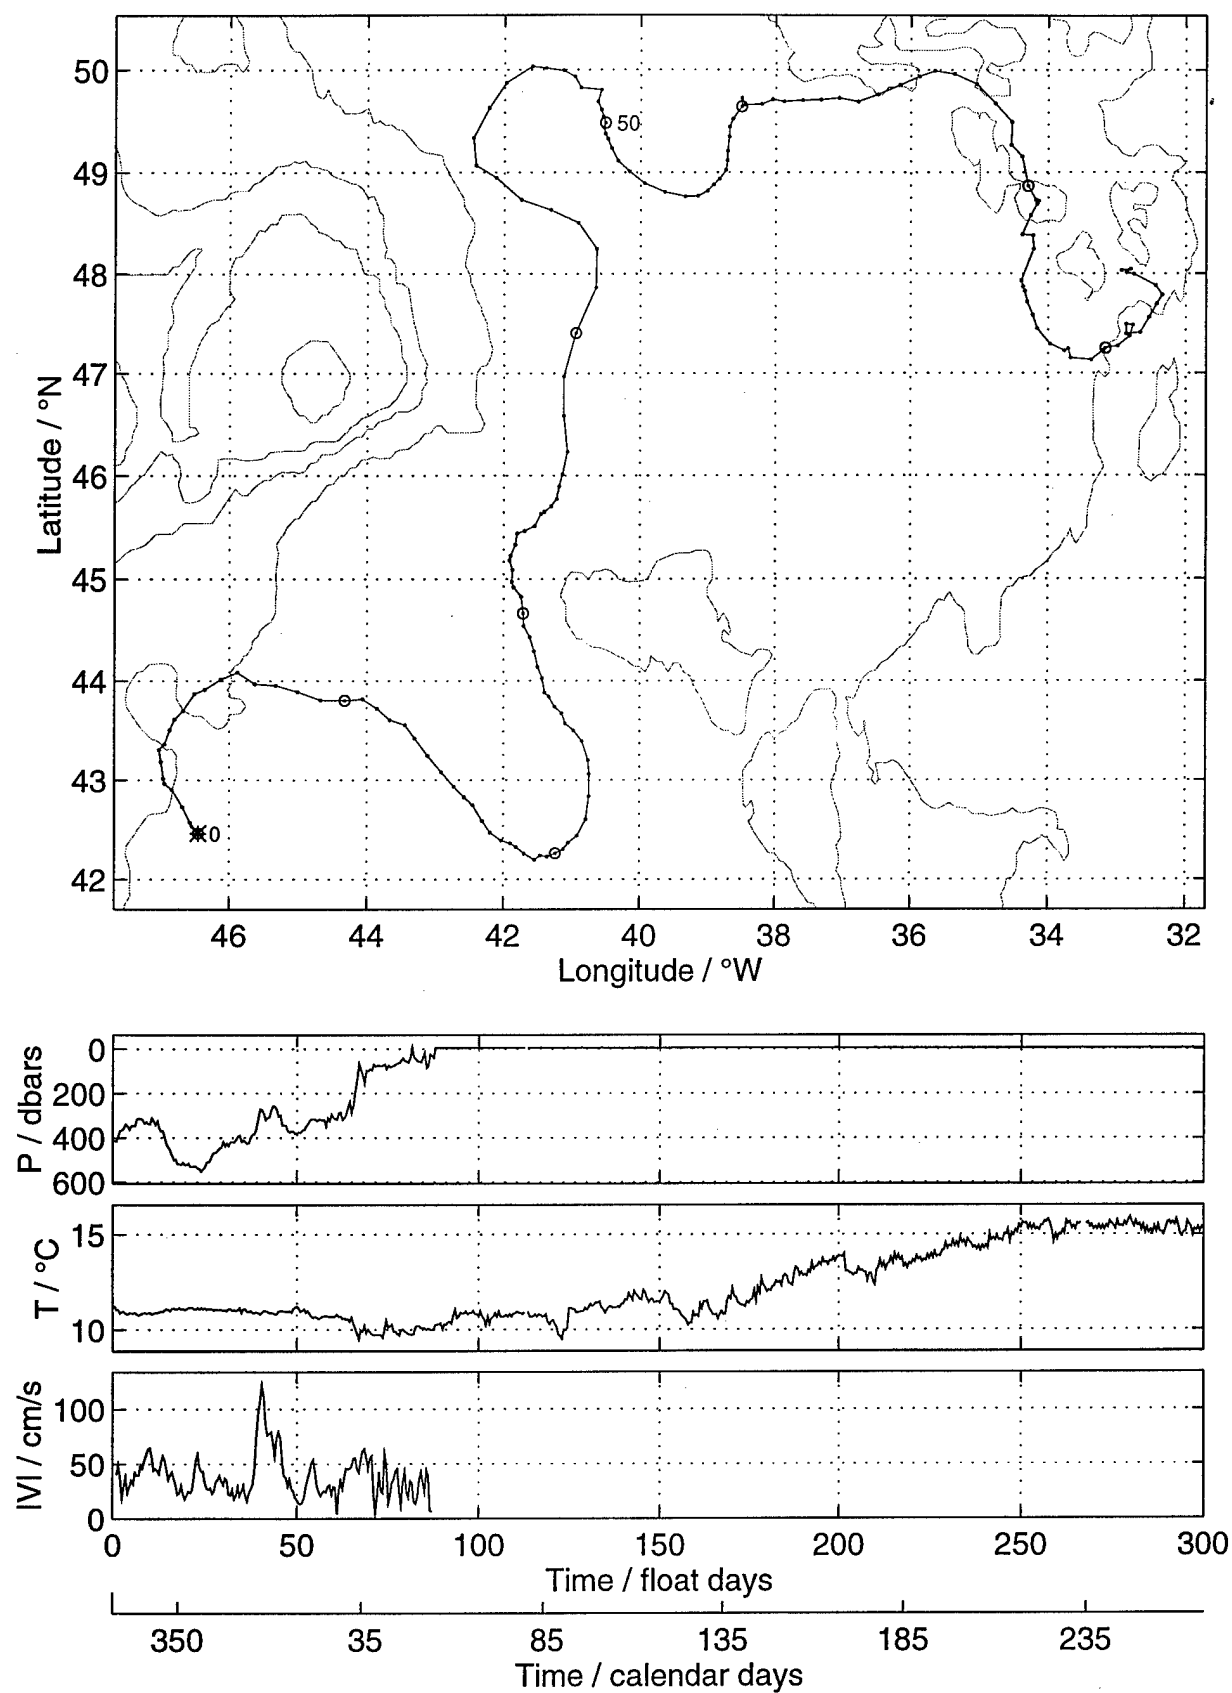 50
49
48
47
46
45
44
43
42
Latitude / °N
50
0
46 44 42 40 38 36 34 32
Longitude / °W
0
200
400
600
P / dbars
15
10
T / °C
100
50
0
IVI / cm/s
0 50 100 150 200 250 300
Time / float days
350 35 85 135 185 235
Time / calendar days